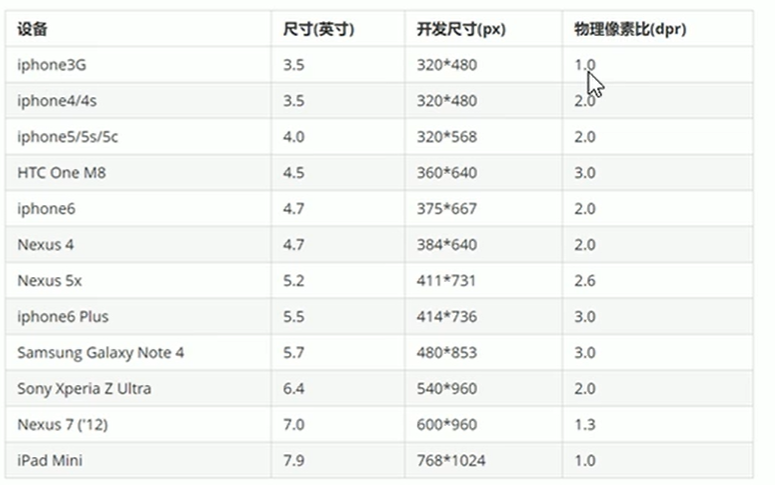 设备 尺寸(英寸) 开发尺寸(px) 物理像素比(dpr)
iphone3G 3.5 320*480 1.0
iphone4/4s 3.5 320*480 2.0
iphone5/5s/5c 4.0 320*568 2.0
HTC One M8 4.5 360*640 3.0
iphone6 4.7 375*667 2.0
Nexus 4 4.7 384*640 2.0
Nexus 5x 5.2 411*731 2.6
iphone6 Plus 5.5 414*736 3.0
Samsung Galaxy Note 4 5.7 480*853 3.0
Sony Xperia Z Ultra 6.4 540*960 2.0
Nexus 7 ('12) 7.0 600*960 1.3
iPad Mini 7.9 768*1024 1.0